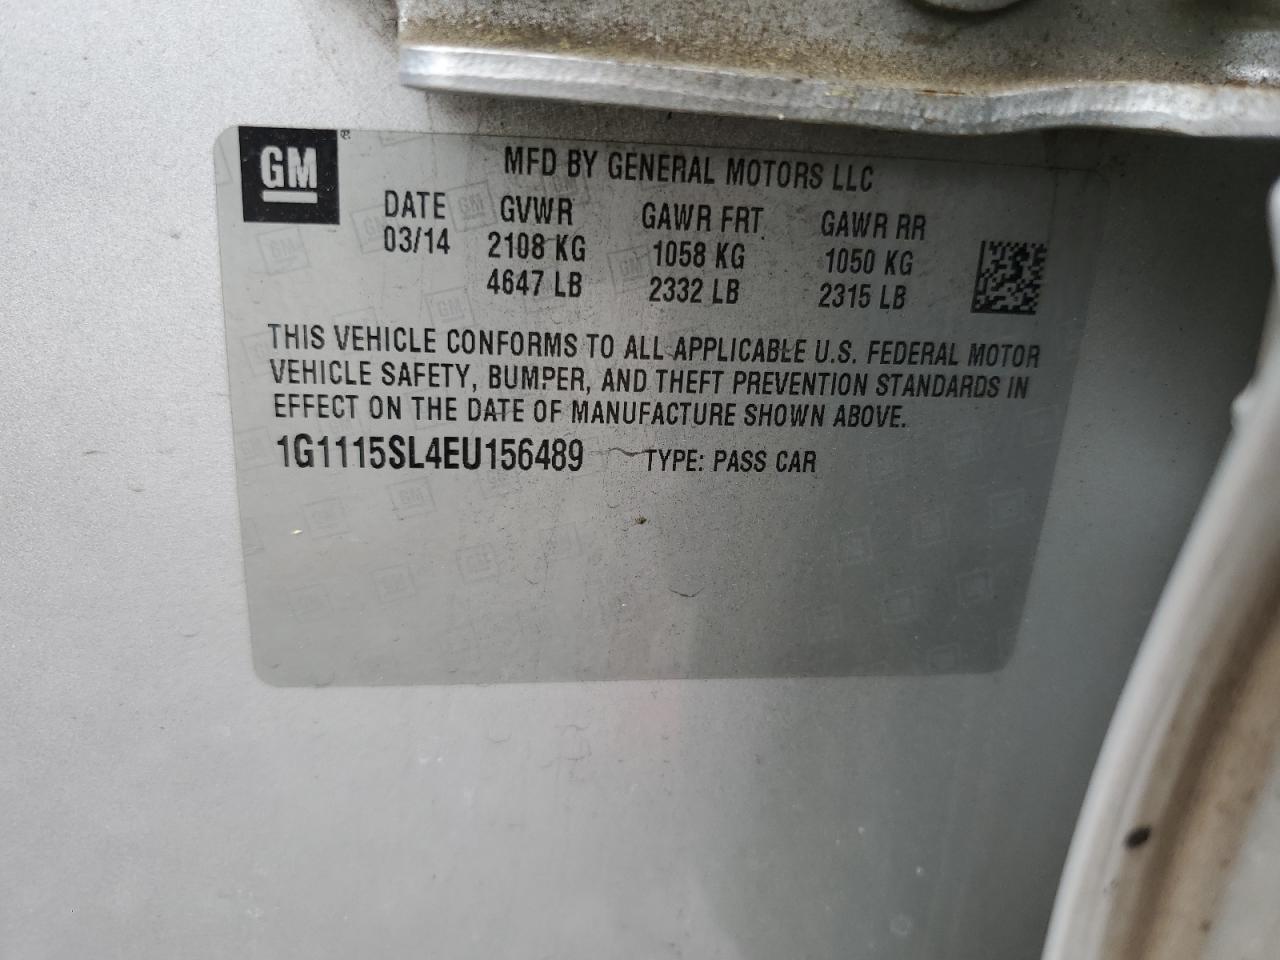 GM ®
MFD BY GENERAL MOTORS LLC
DATE GVWR GAWR FRT GAWR RR
03/14 2108 KG 1058 KG 1050 KG
4647 LB 2332 LB 2315 LB
THIS VEHICLE CONFORMS TO ALL APPLICABLE U.S. FEDERAL MOTOR
VEHICLE SAFETY, BUMPER, AND THEFT PREVENTION STANDARDS IN
EFFECT ON THE DATE OF MANUFACTURE SHOWN ABOVE.
1G1115SL4EU156489 TYPE: PASS CAR